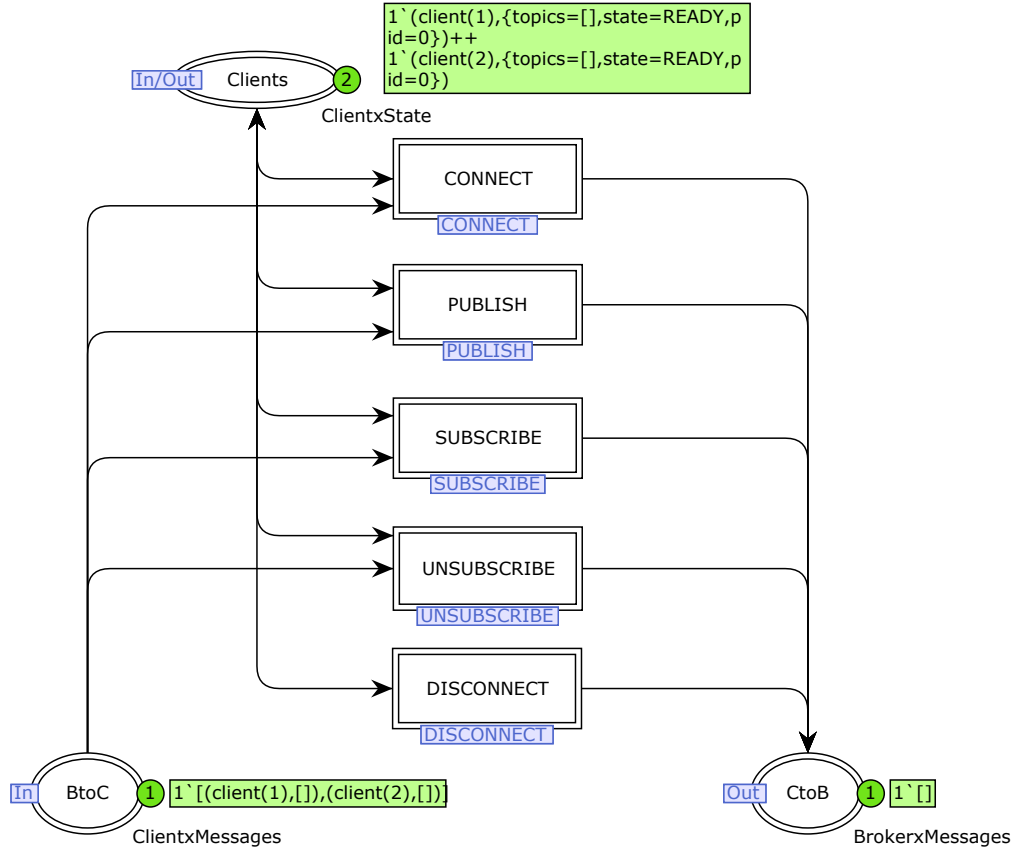 1`(client(1),{topics=[],state=READY,p
id=0})++
1`(client(2),{topics=[],state=READY,p
id=0})
In/Out
Clients
2
ClientxState
CONNECT
CONNECT
PUBLISH
PUBLISH
SUBSCRIBE
SUBSCRIBE
UNSUBSCRIBE
UNSUBSCRIBE
DISCONNECT
DISCONNECT
In
BtoC
1
1`[(client(1),[]),(client(2),[])]
ClientxMessages
Out
CtoB
1
1`[]
BrokerxMessages